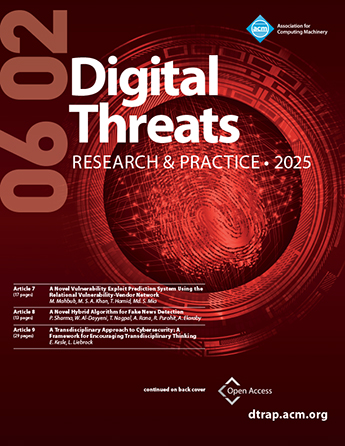 06 02
acm
Association for
Computing Machinery
Digital
Threats
RESEARCH & PRACTICE • 2025
Article 7
(17 pages)
A Novel Vulnerability Exploit Prediction System Using the
Relational Vulnerability-Vendor Network
M. Mahbub, M. S. A. Khan, T. Hamid, Md. S. Mia
Article 8
(13 pages)
A Novel Hybrid Algorithm for Fake News Detection
P. Sharma, W. Al-Dayyeni, T. Nagpal, A. Rana, R. Purohit, A.
Article 9
(29 pages)
A Transdisciplinary Approach to Cybersecurity: A
Framework for Encouraging Transdisciplinary Thinking
E. Kesle, L. Liebrock
continued on back cover
Open Access
dtrap.acm.org